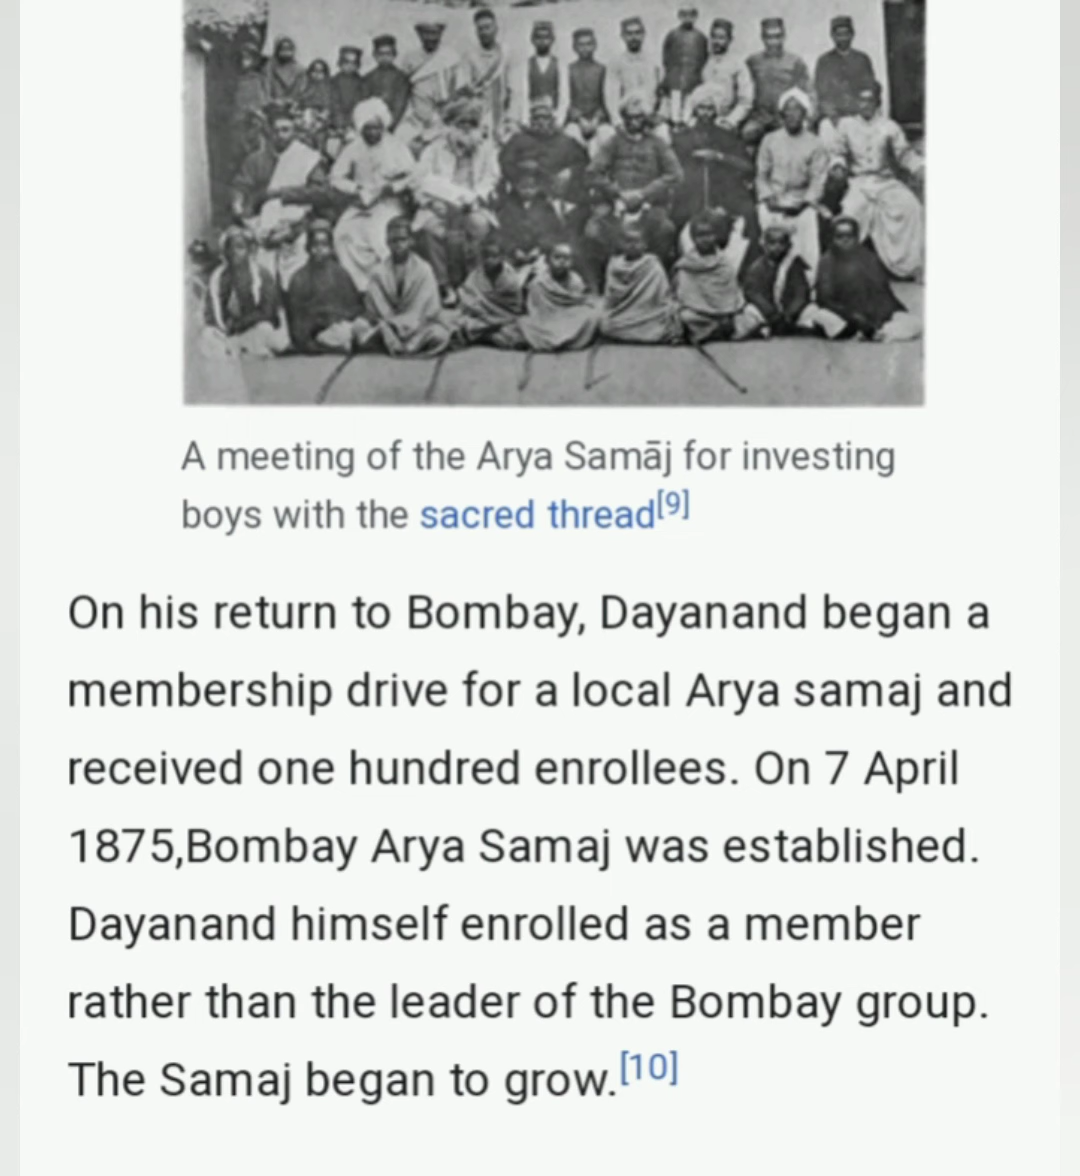 A meeting of the Arya Samāj for investing
boys with the sacred thread[9]
On his return to Bombay, Dayanand began a
membership drive for a local Arya samaj and
received one hundred enrollees. On 7 April
1875,Bombay Arya Samaj was established.
Dayanand himself enrolled as a member
rather than the leader of the Bombay group.
The Samaj began to grow.[10]